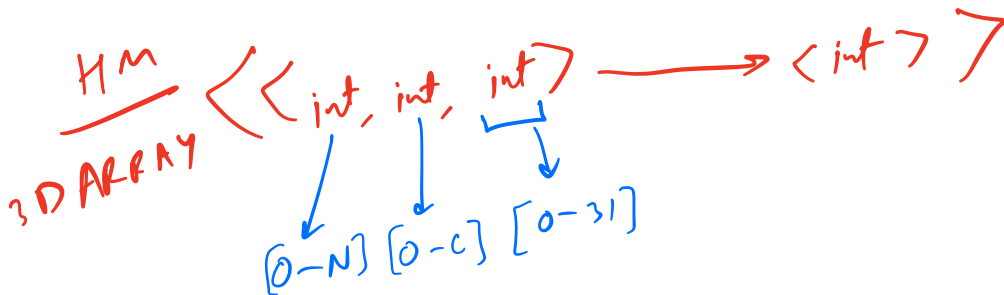 HM << int, int, int> → <int> >
3D ARRAY
[0-N] [0-C] [0-31]